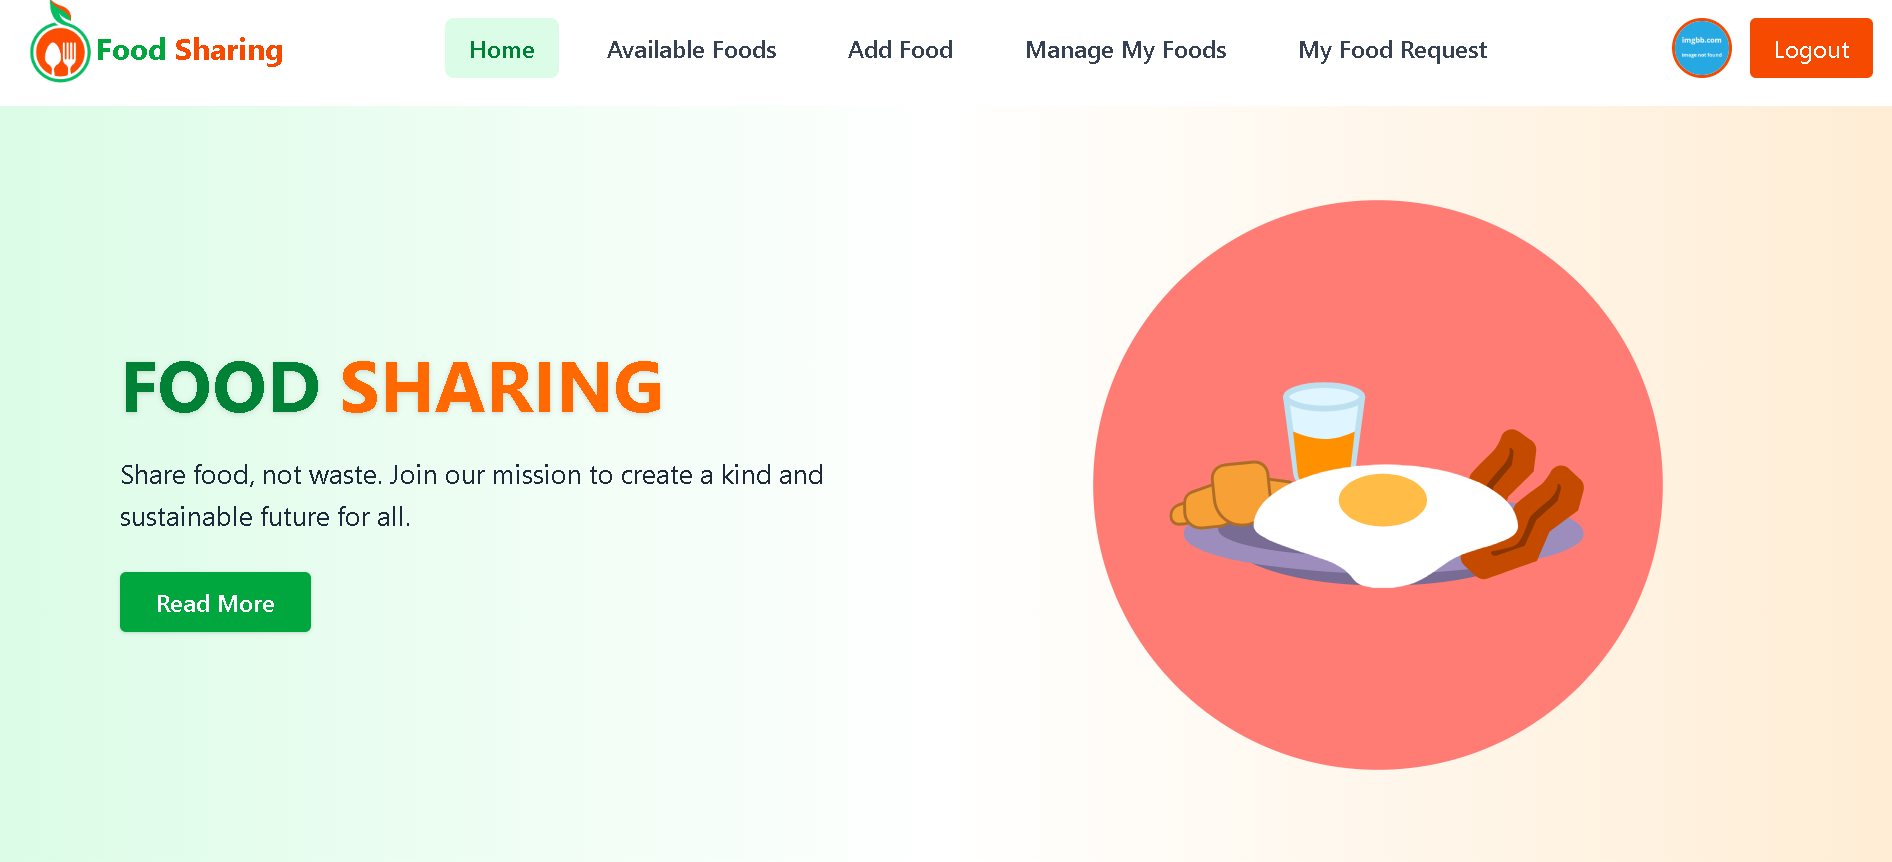 Food Sharing
Home
Available Foods
Add Food
Manage My Foods
My Food Request
imgbb.com
image not found
Logout
FOOD SHARING
Share food, not waste. Join our mission to create a kind and
sustainable future for all.
Read More